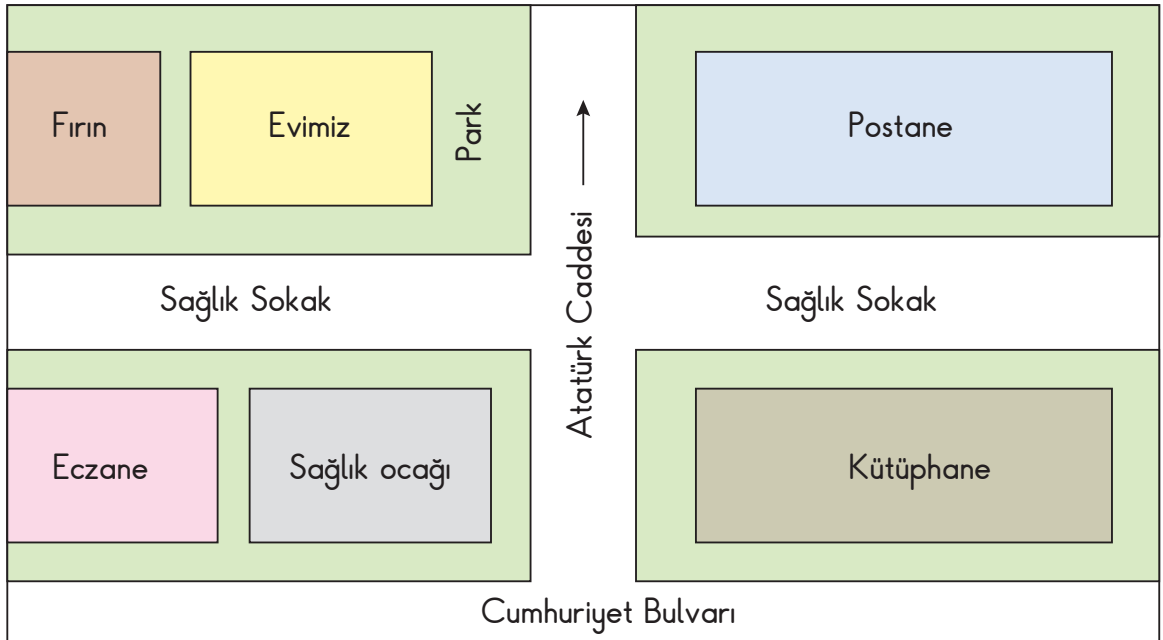 Fırın
Evimiz
Park
Postane
Sağlık Sokak
Atatürk Caddesi
Sağlık Sokak
Eczane
Sağlık ocağı
Kütüphane
Cumhuriyet Bulvarı